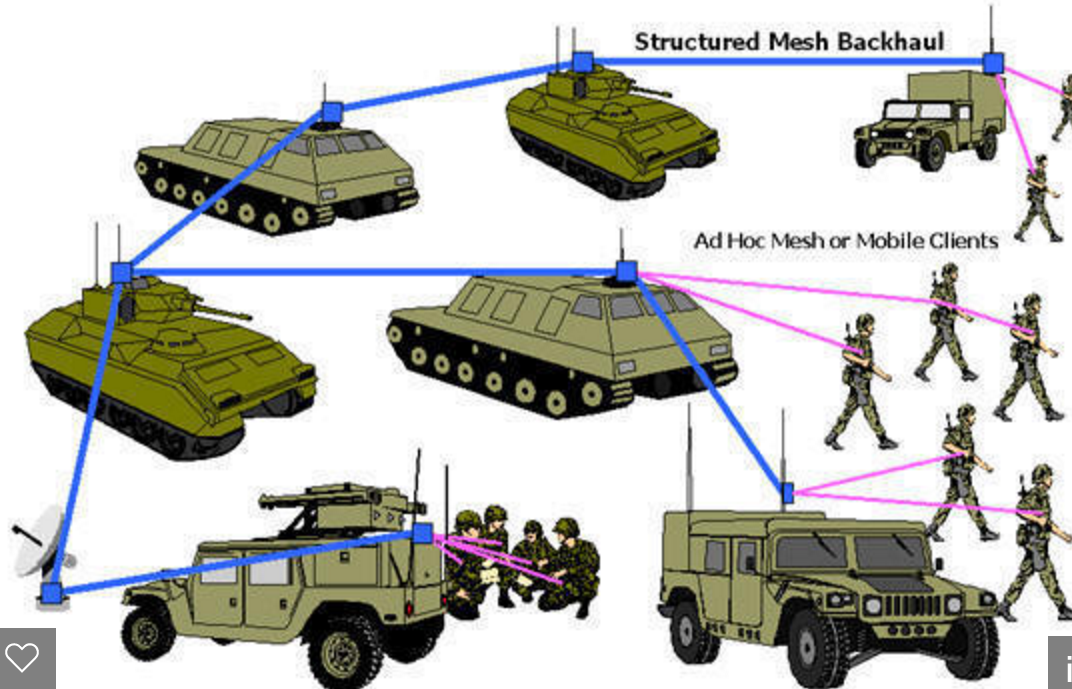 Structured Mesh Backhaul
Ad Hoc Mesh or Mobile Clients